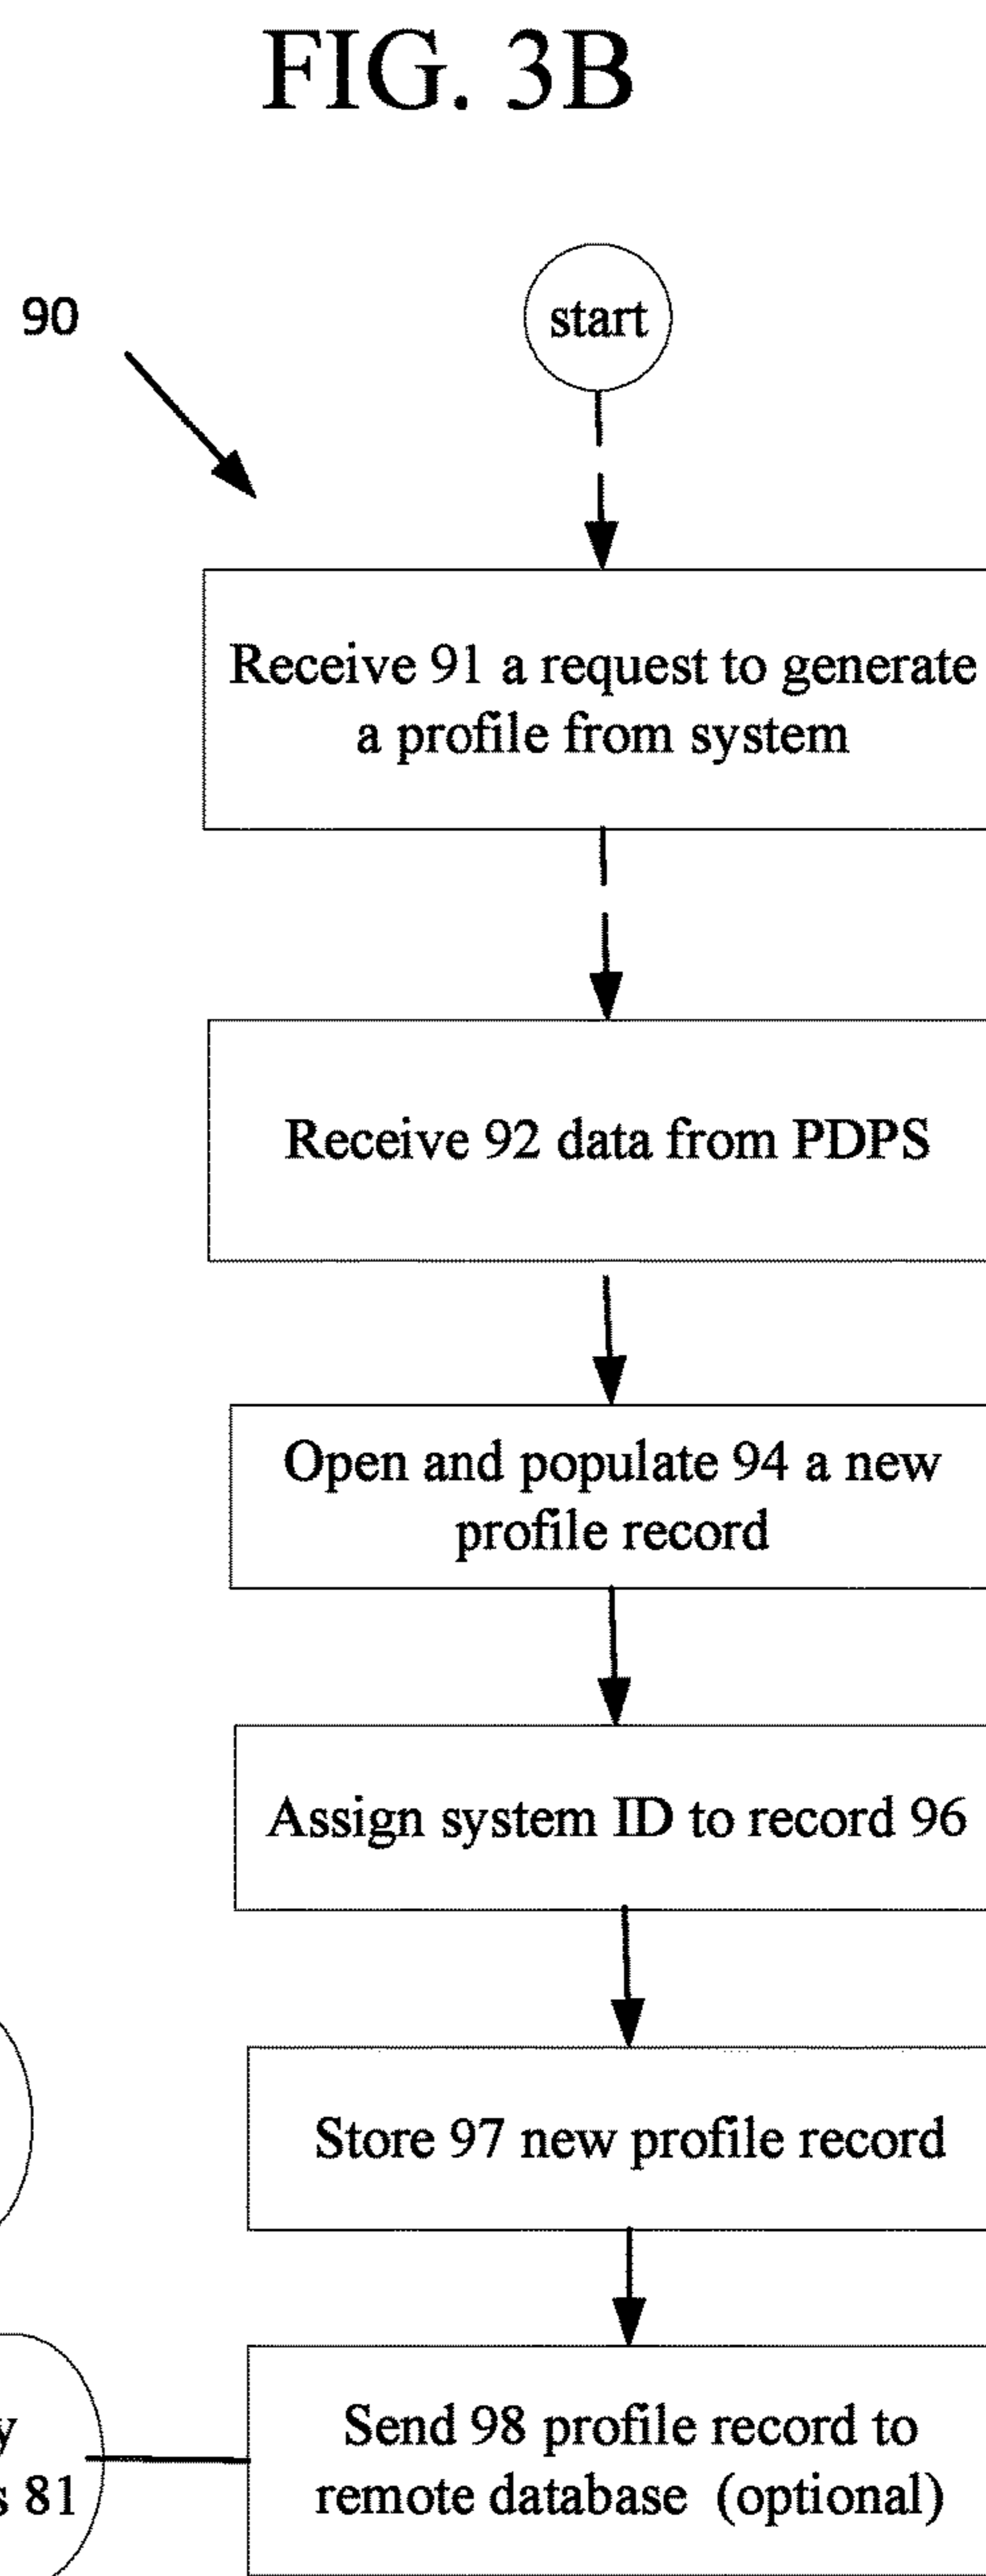 FIG. 3B
90
start
Receive 91 a request to generate
a profile from system
Receive 92 data from PDPS
Open and populate 94 a new
profile record
Assign system ID to record 96
Store 97 new profile record
Send 98 profile record to
remote database (optional)
81